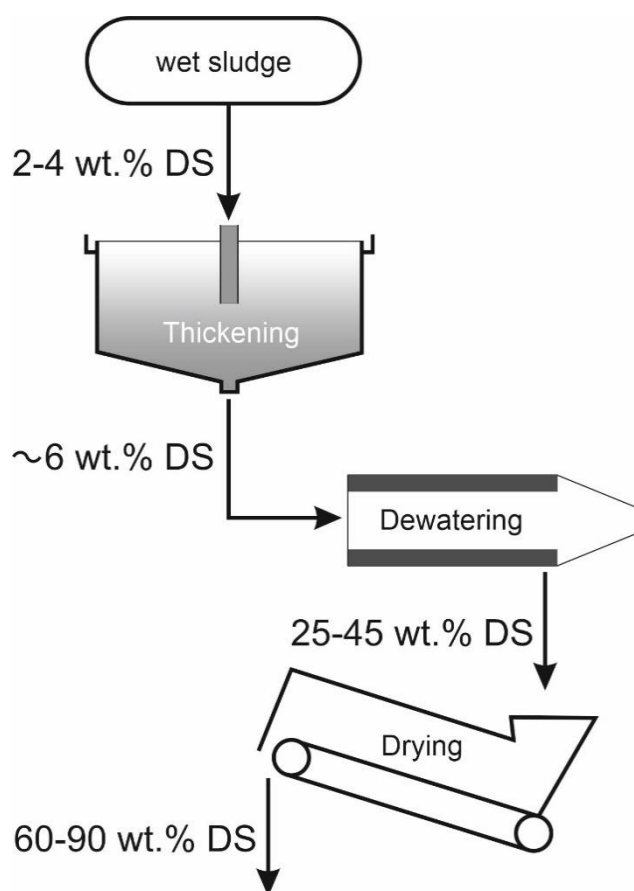 wet sludge
2-4 wt.% DS
Thickening
~6 wt.% DS
Dewatering
25-45 wt.% DS
Drying
60-90 wt.% DS